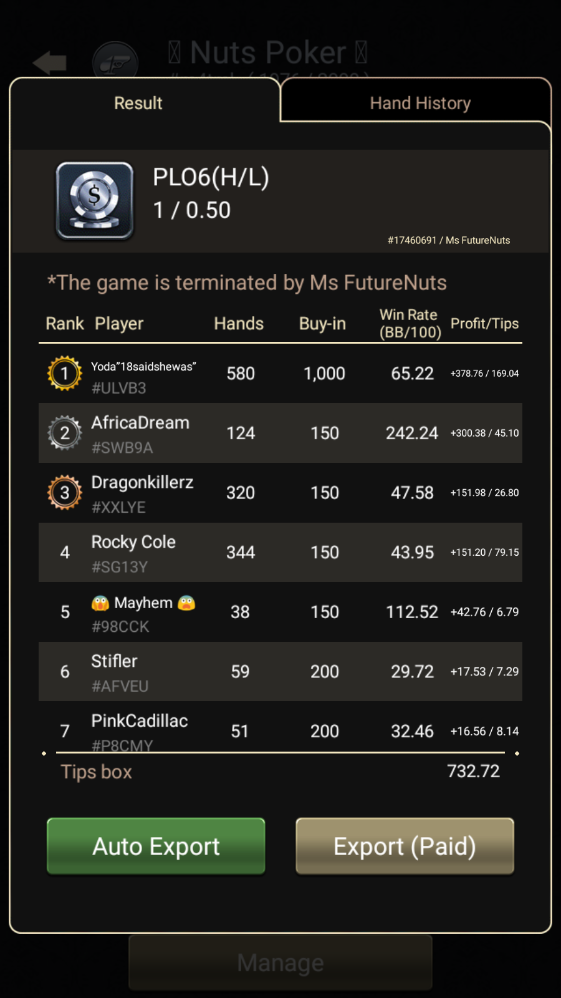 Nuts Poker
Result
Hand History
PLO6(H/L)
1 / 0.50
#17460691 / Ms FutureNuts
*The game is terminated by Ms FutureNuts
Rank Player Hands Buy-in Win Rate (BB/100) Profit/Tips
1 Yoda"18saidshewas" 580 1,000 65.22 +378.76 / 169.04
#ULVB3
2 AfricaDream 124 150 242.24 +300.38 / 45.10
#SWB9A
3 Dragonkillerz 320 150 47.58 +151.98 / 26.80
#XXLYE
4 Rocky Cole 344 150 43.95 +151.20 / 79.15
#SG13Y
5 😱 Mayhem 😱 38 150 112.52 +42.76 / 6.79
#98CCK
6 Stifler 59 200 29.72 +17.53 / 7.29
#AFVEU
7 PinkCadillac 51 200 32.46 +16.56 / 8.14
#P8CMY
Tips box 732.72
Auto Export
Export (Paid)
Manage